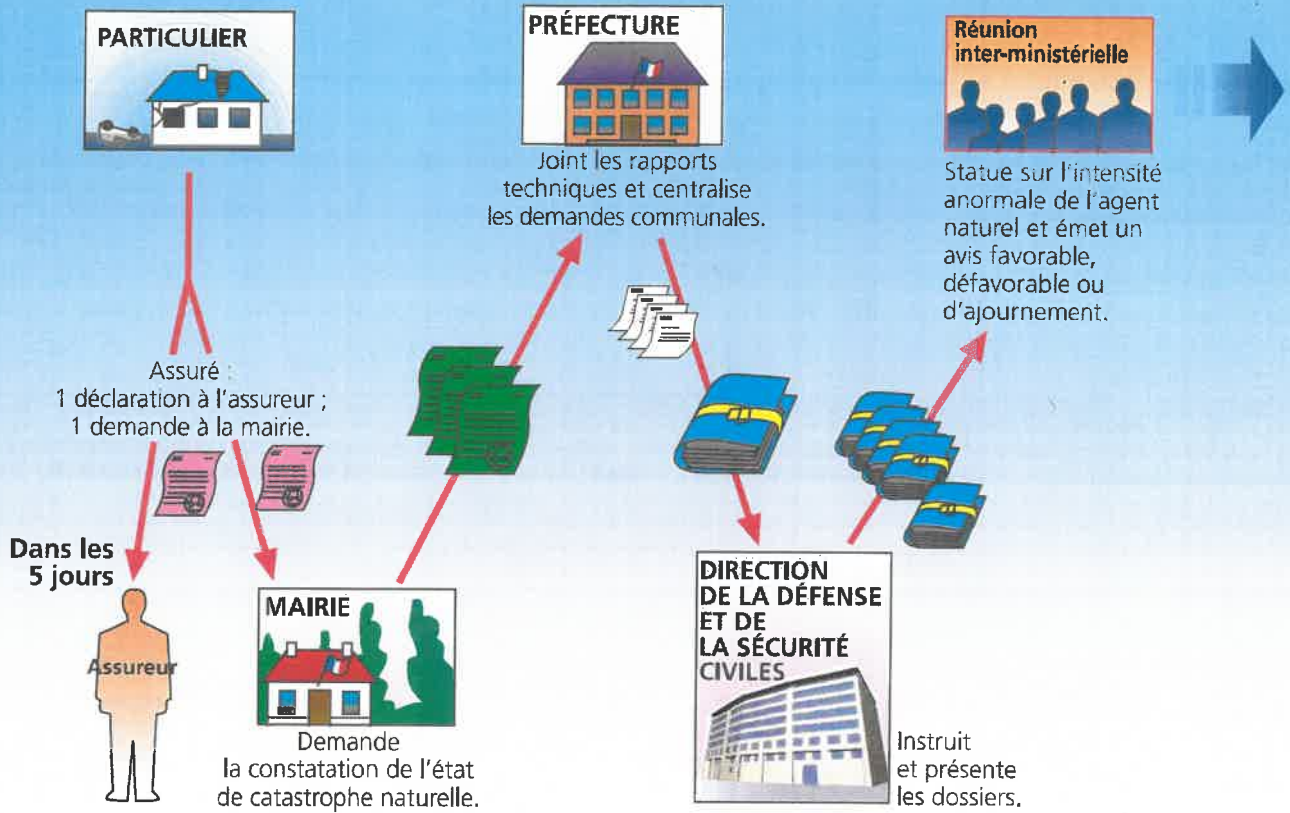 PARTICULIER
Assuré :
1 déclaration à l'assureur ;
1 demande à la mairie.
Dans les
5 jours
Assureur
MAIRIE
Demande
la constatation de l'état
de catastrophe naturelle.
PRÉFECTURE
Joint les rapports
techniques et centralise
les demandes communales.
DIRECTION
DE LA DÉFENSE
ET DE
LA SÉCURITÉ
CIVILES
Instruit
et présente
les dossiers.
Réunion
inter-ministérielle
Statue sur l'intensité
anormale de l'agent
naturel et émet un
avis favorable,
défavorable ou
d'ajournement.